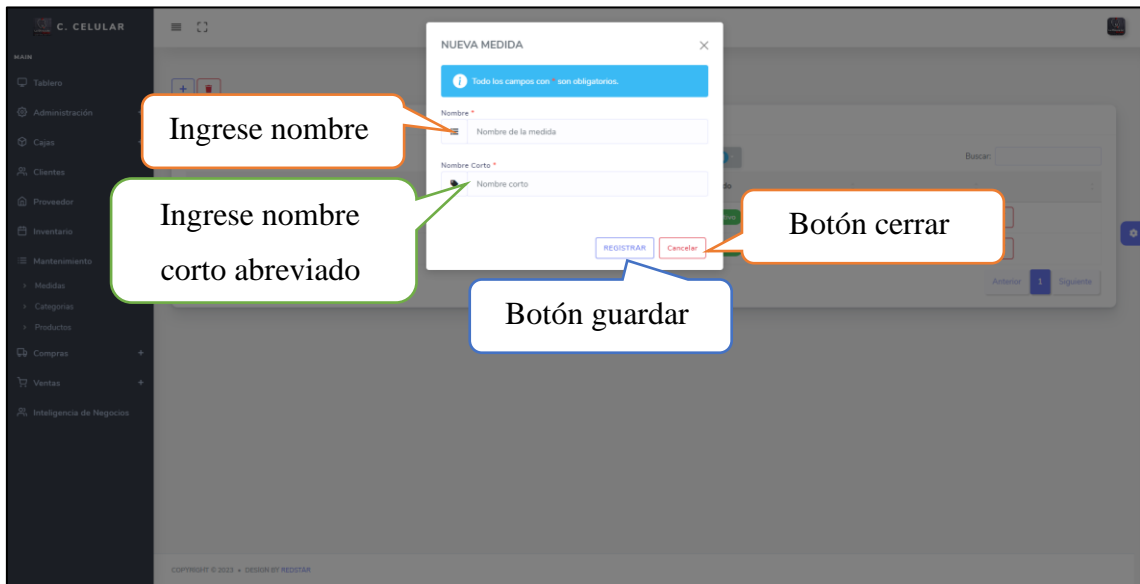 C. CELULAR
MAIN
Tablero
Administración
Cajas
Clientes
Proveedor
Inventario
Mantenimiento
Medidas
Categorias
Productos
Compras
Ventas
Inteligencia de Negocios
NUEVA MEDIDA
Todo los campos con * son obligatorios.
Nombre *
Nombre de la medida
Nombre Corto *
Nombre corto
REGISTRAR
Cancelar
Ingrese nombre
Ingrese nombre
corto abreviado
Botón cerrar
Botón guardar
Buscar:
Anterior 1 Siguiente
COPYRIGHT © 2023 • DESIGN BY REDSTAR